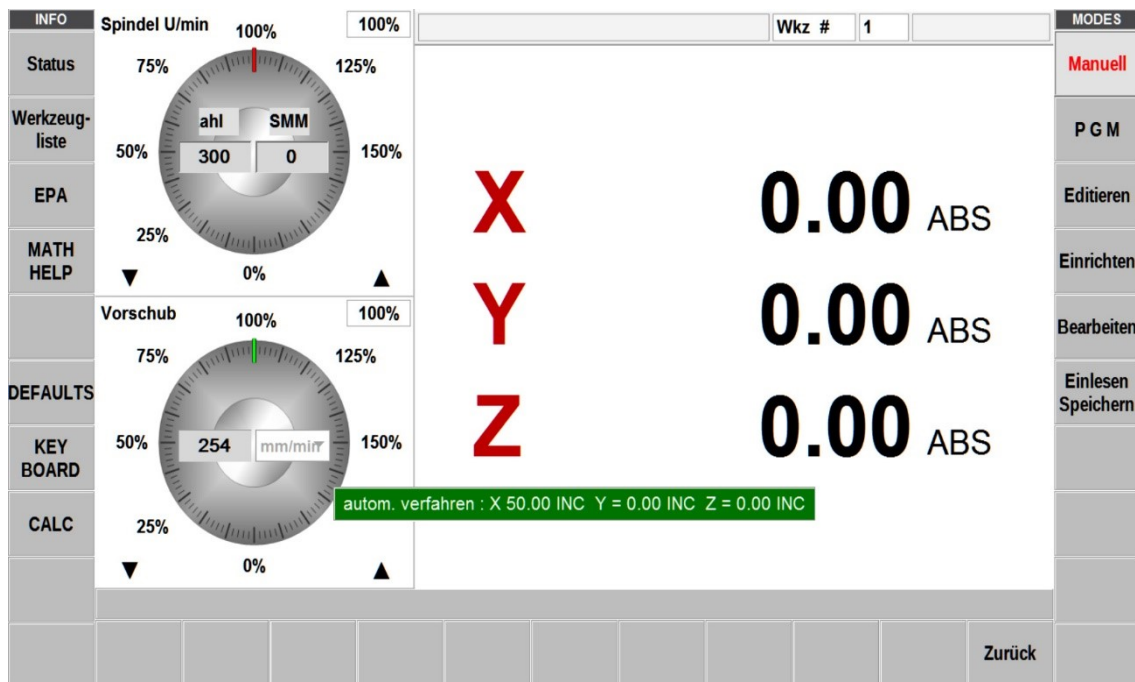 INFO
Status
Werkzeug-
liste
EPA
MATH
HELP
DEFAULTS
KEY
BOARD
CALC
Spindel U/min
100%
100%
75%
125%
ahl
SMM
50%
300
0
150%
25%
▼
0%
▲
Vorschub
100%
100%
75%
125%
50%
254
mm/min
150%
25%
▼
0%
▲
Wkz #
1
X 0.00 ABS
Y 0.00 ABS
Z 0.00 ABS
autom. verfahren : X 50.00 INC Y = 0.00 INC Z = 0.00 INC
MODES
Manuell
P G M
Editieren
Einrichten
Bearbeiten
Einlesen
Speichern
Zurück